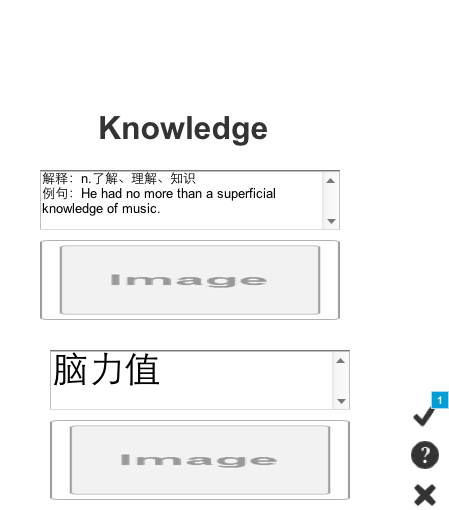 Knowledge
解释：n.了解、理解、知识
例句：He had no more than a superficial
knowledge of music.
Image
脑力值
1
Image
?